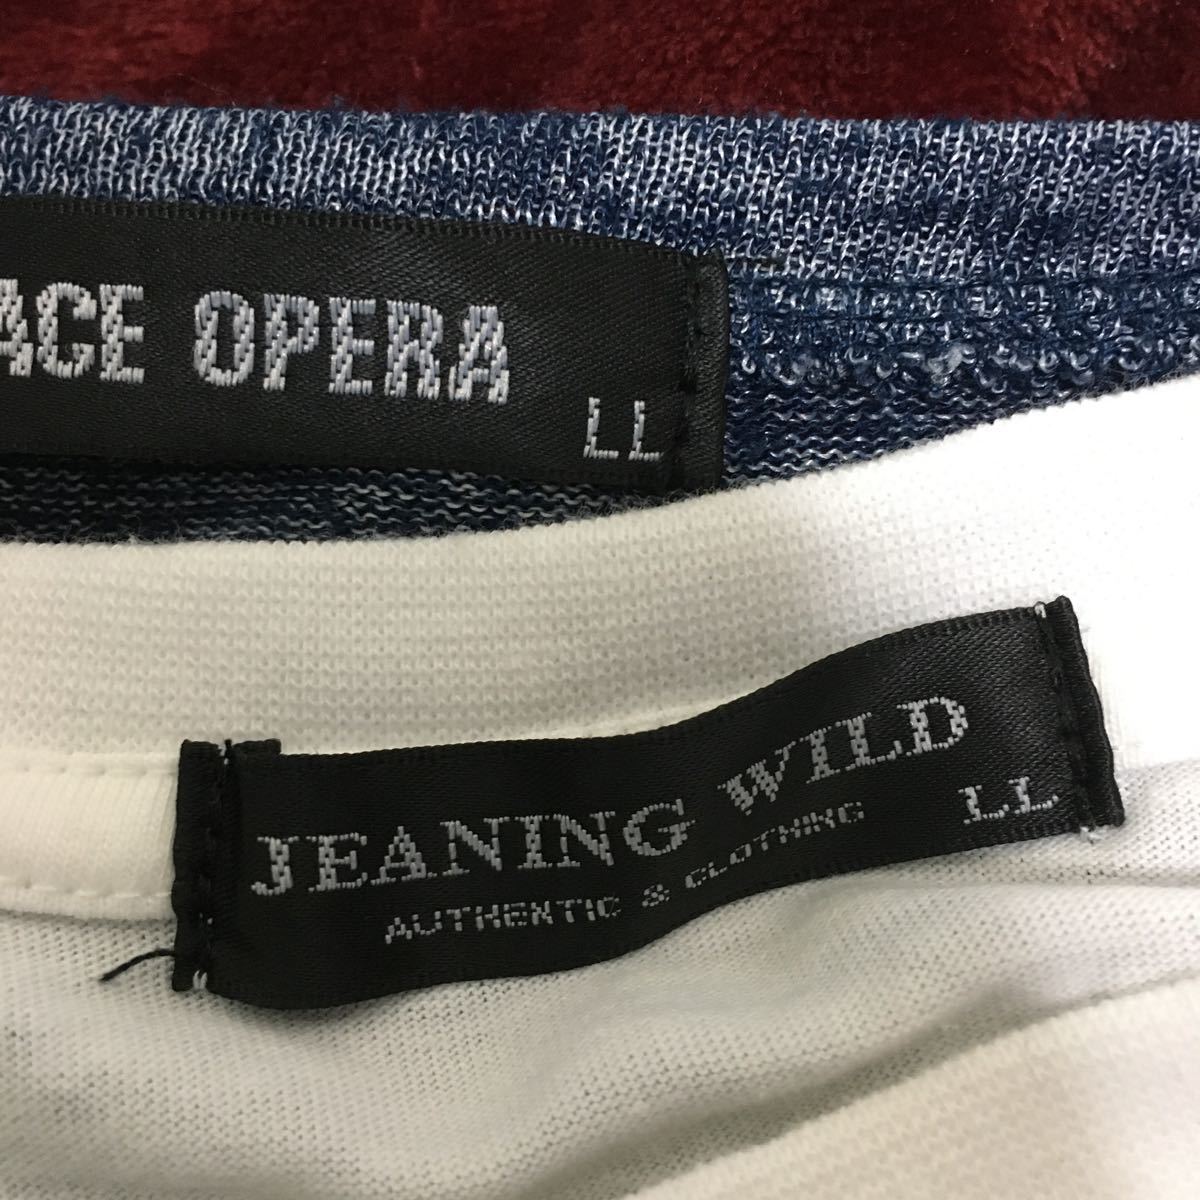 ACE OPERA
LL
JEANING WILD
AUTHENTIC & CLOTHING
LL